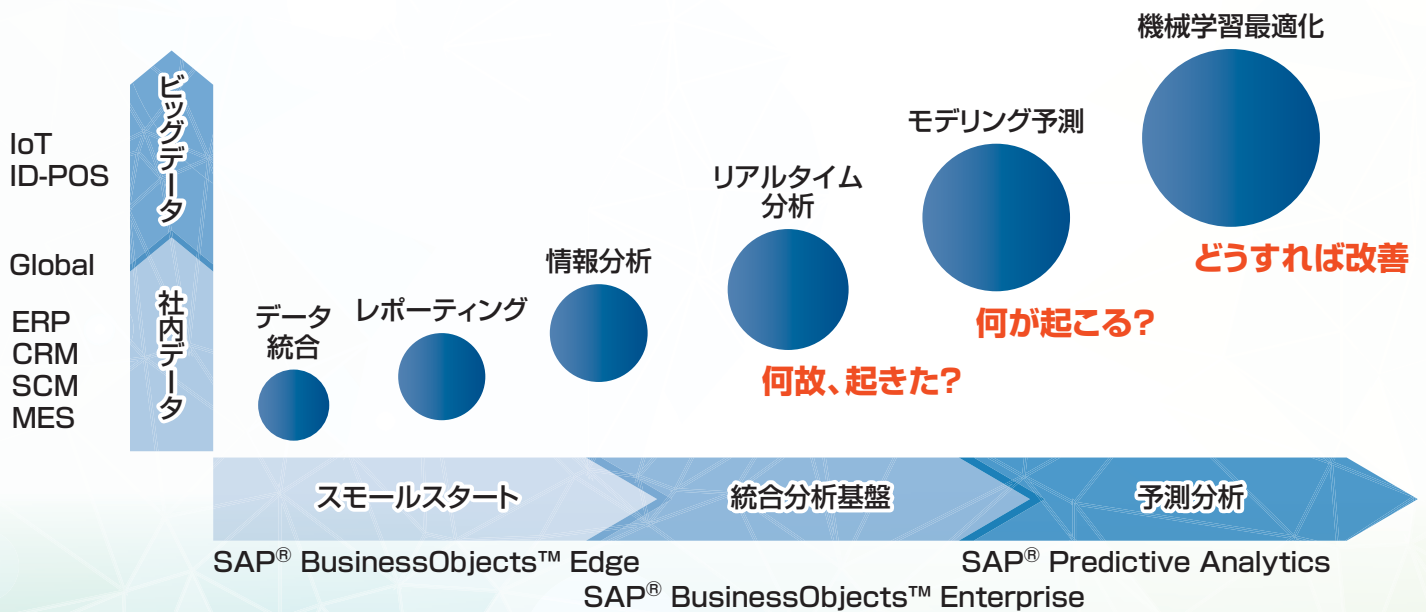 機械学習最適化
モデリング予測
リアルタイム
分析
情報分析
レポーティング
データ
統合
どうすれば改善
何が起こる?
何故、起きた?
ビッグデータ
社内データ
IoT
ID-POS
Global
ERP
CRM
SCM
MES
スモールスタート
統合分析基盤
予測分析
SAP® BusinessObjects™ Edge
SAP® Predictive Analytics
SAP® BusinessObjects™ Enterprise